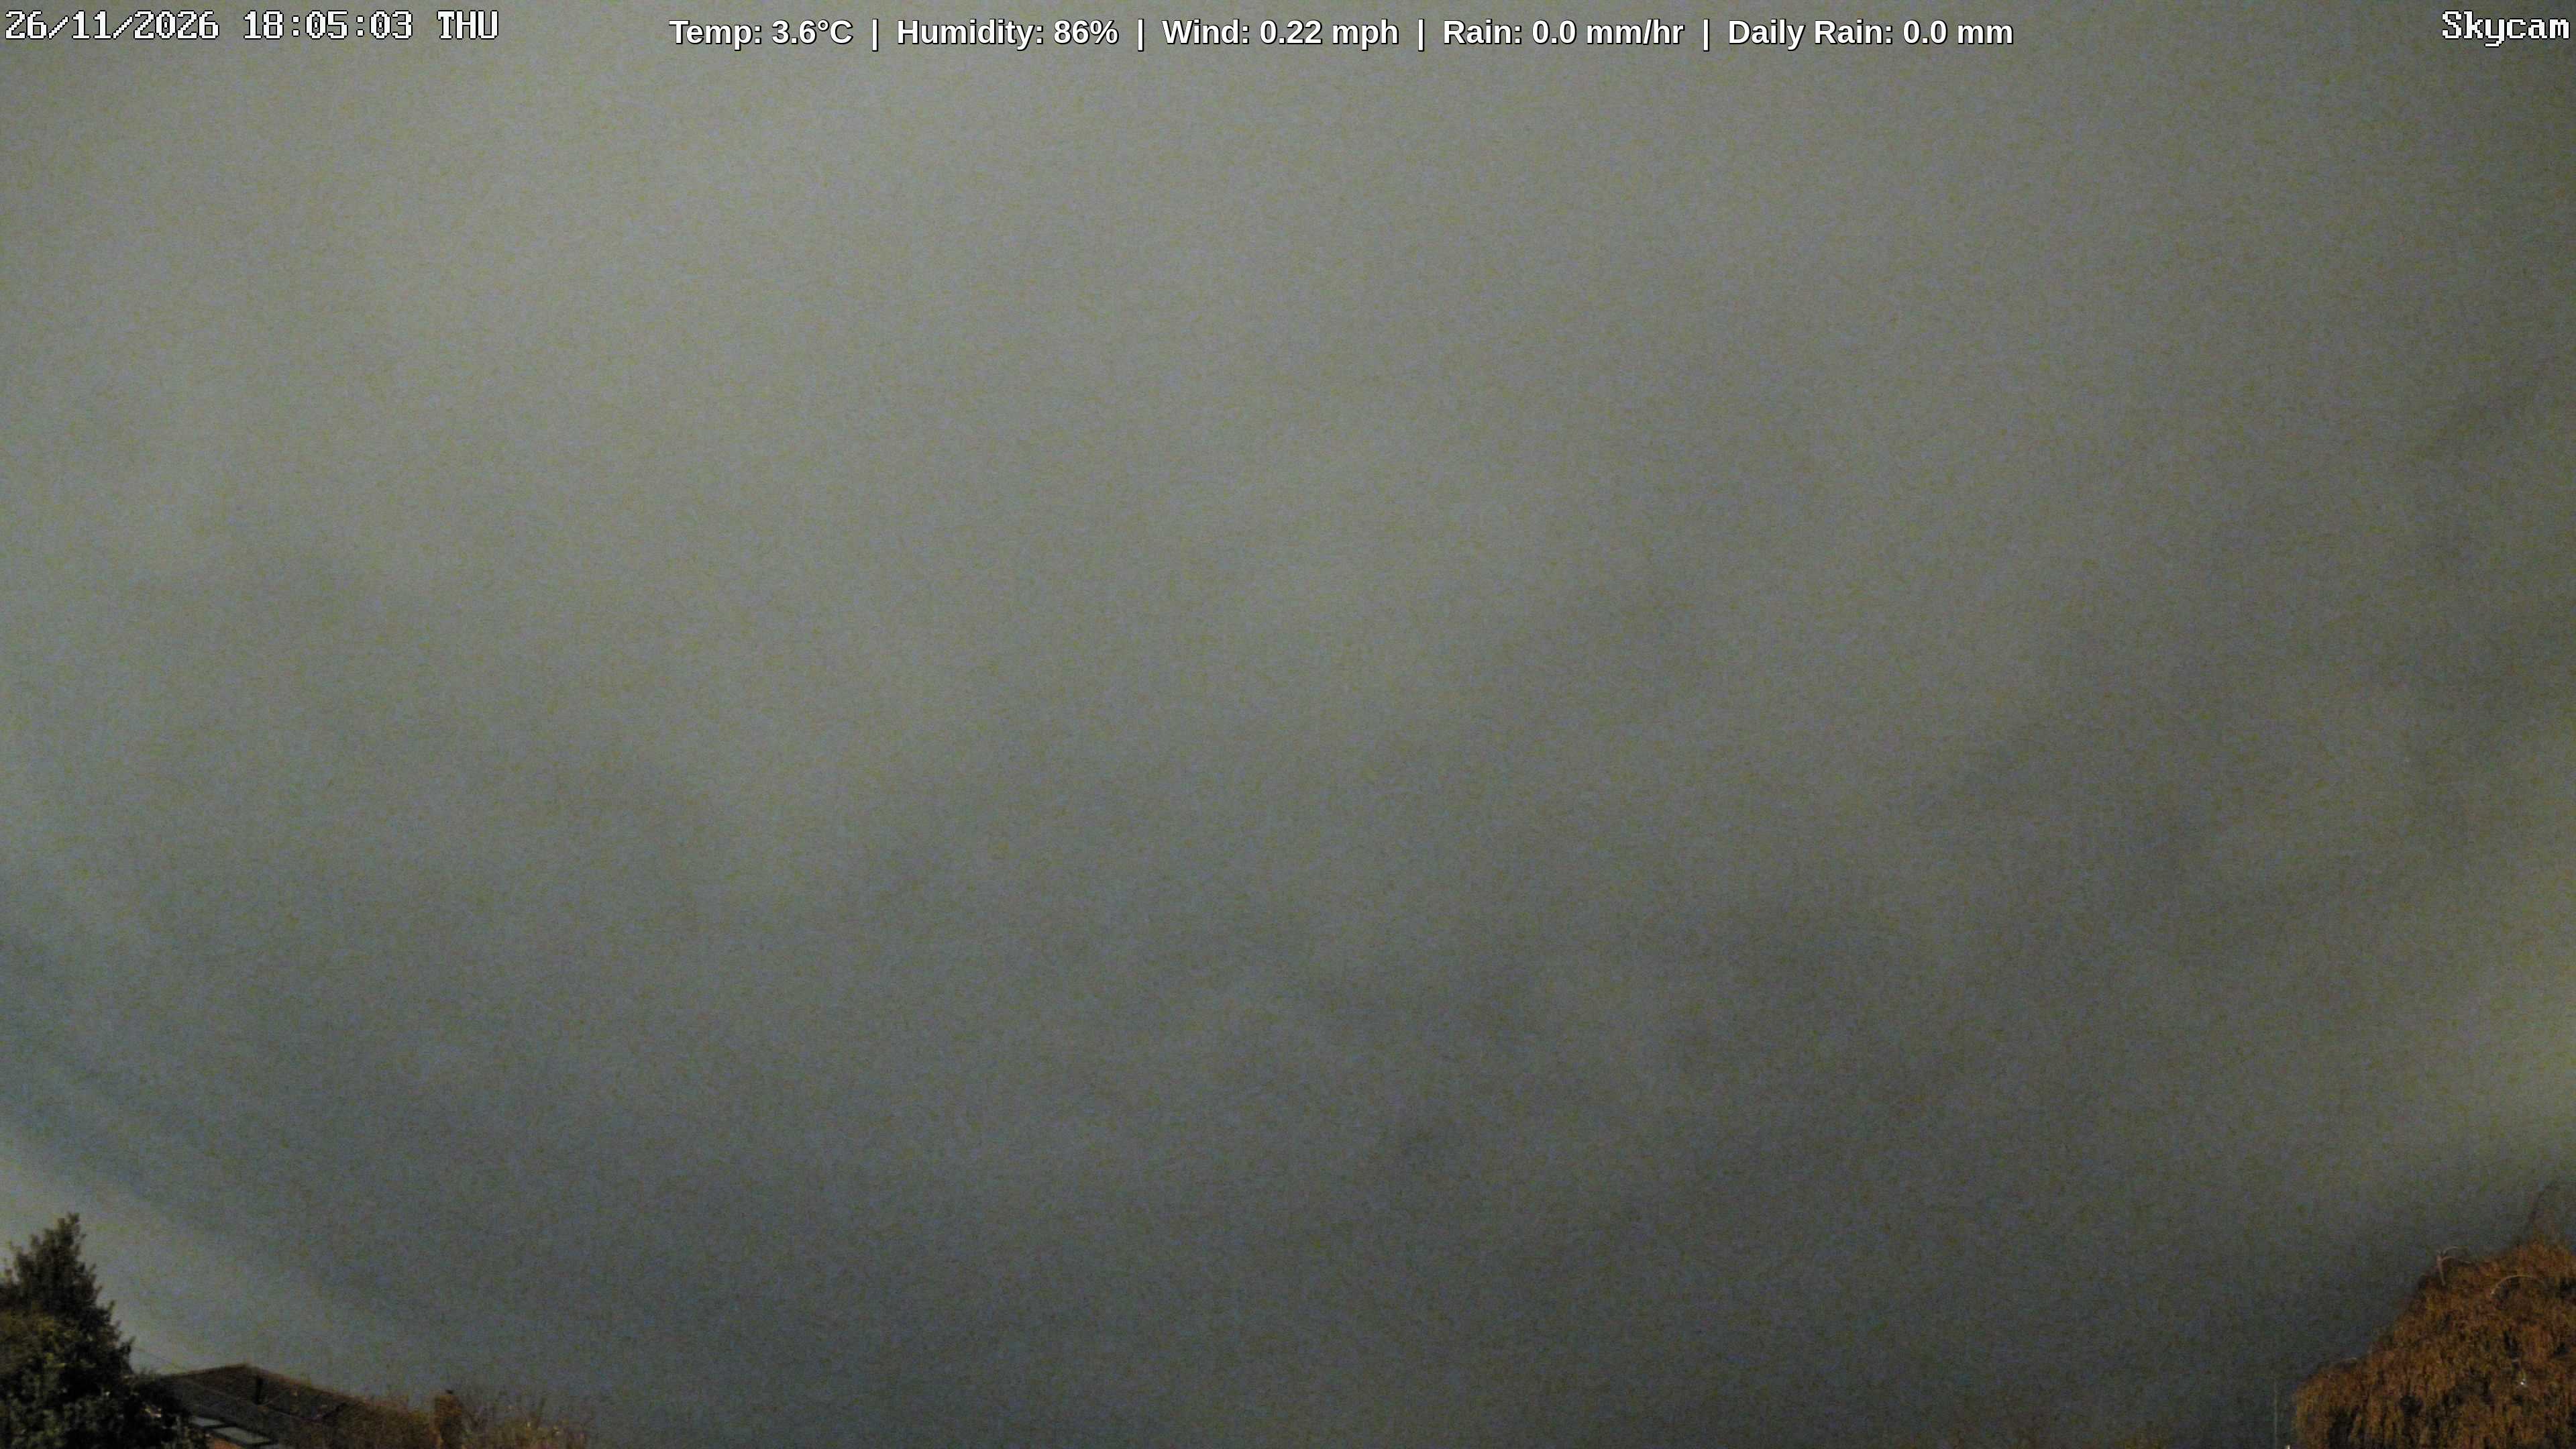 26/11/2026 18:05:03 THU
Temp: 3.6°C | Humidity: 86% | Wind: 0.22 mph | Rain: 0.0 mm/hr | Daily Rain: 0.0 mm
Skycam